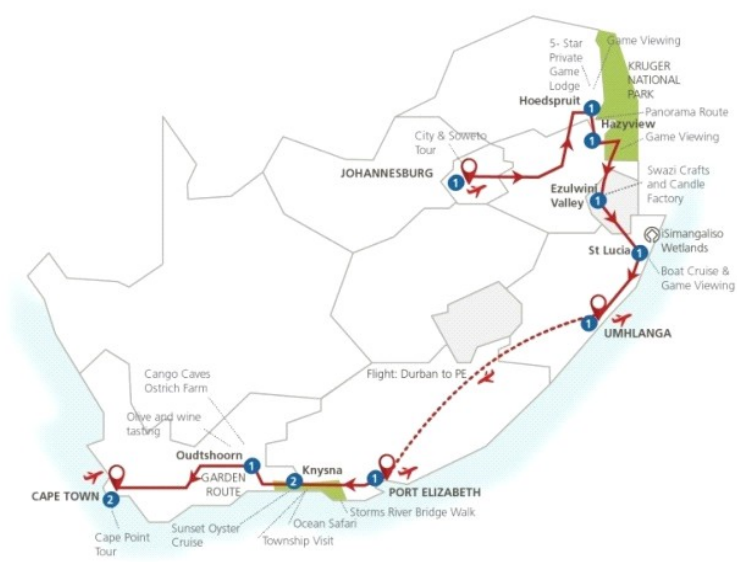 5- Star
Private
Game
Lodge
Game Viewing
KRUGER
NATIONAL
PARK
Hoedspruit
1
Panorama Route
Hazyview
1
Game Viewing
City & Soweto
Tour
JOHANNESBURG
1
Swazi Crafts
and Candle
Factory
Ezulwini
Valley
1
iSimangaliso
Wetlands
St Lucia
1
Boat Cruise &
Game Viewing
1
UMHLANGA
Flight: Durban to PE
Cango Caves
Ostrich Farm
Olive and wine
tasting
Oudtshoorn
1
GARDEN
ROUTE
Knysna
2
1
PORT ELIZABETH
CAPE TOWN
2
Storms River Bridge Walk
Ocean Safari
Township Visit
Sunset Oyster
Cruise
Cape Point
Tour